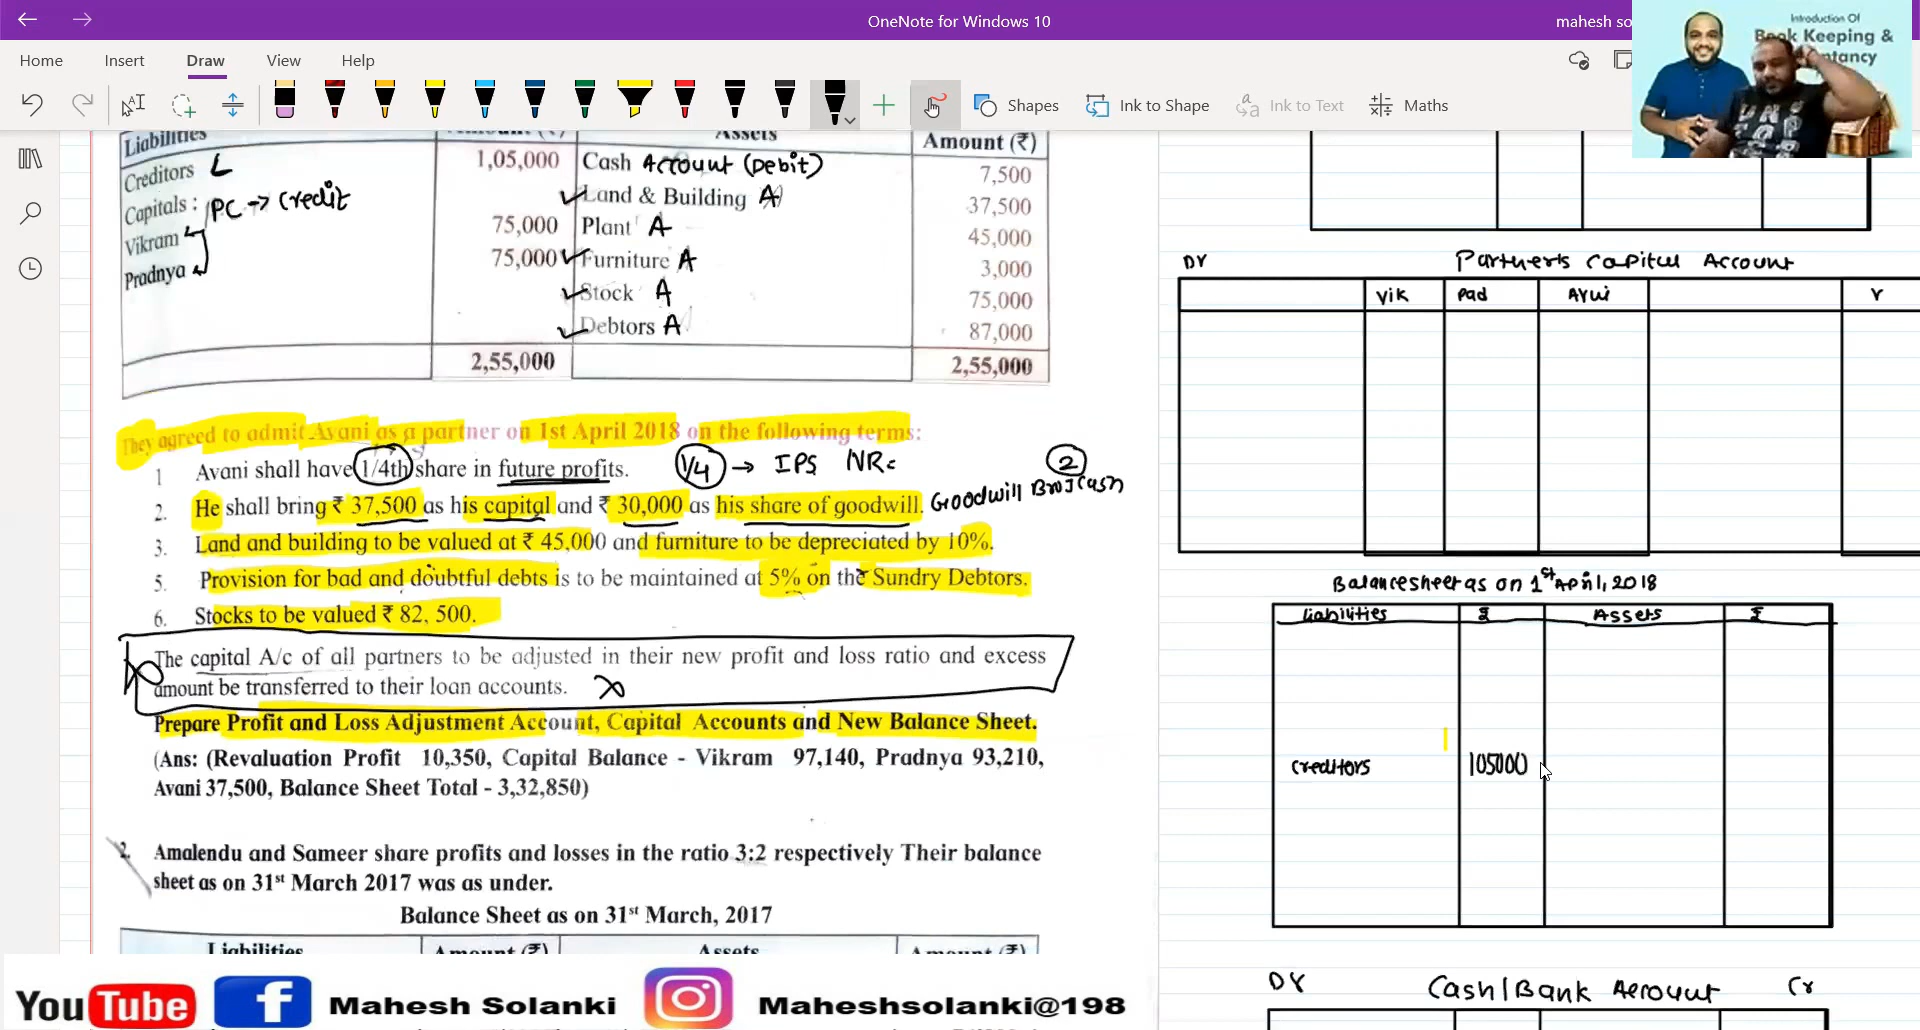 OneNote for Windows 10
mahesh so
Introduction Of
Book Keeping &
Home Insert Draw View Help
Shapes Ink to Shape Ink to Text Maths
Liabilities Assets Amount (₹)
Creditors L 1,05,000 Cash Account (Debit) 7,500
Capitals : PC → Credit Land & Building A 37,500
Vikram 75,000 Plant A 45,000
Pradnya 75,000 Furniture A 3,000
Stock A 75,000
Debtors A 87,000
2,55,000 2,55,000
They agreed to admit Avani as a partner on 1st April 2018 on the following terms:
1 Avani shall have 1/4th share in future profits. 1/4 → IPS NR= 2
2. He shall bring ₹ 37,500 as his capital and ₹ 30,000 as his share of goodwill. Goodwill
3. Land and building to be valued at ₹ 45,000 and furniture to be depreciated by 10%.
5. Provision for bad and doubtful debts is to be maintained at 5% on the Sundry Debtors.
6. Stocks to be valued ₹ 82, 500.
The capital A/c of all partners to be adjusted in their new profit and loss ratio and excess
amount be transferred to their loan accounts.
Prepare Profit and Loss Adjustment Account, Capital Accounts and New Balance Sheet.
(Ans: (Revaluation Profit 10,350, Capital Balance - Vikram 97,140, Pradnya 93,210,
Avani 37,500, Balance Sheet Total - 3,32,850)
2. Amalendu and Sameer share profits and losses in the ratio 3:2 respectively Their balance
sheet as on 31st March 2017 was as under.
Balance Sheet as on 31st March, 2017
Liabilities Amount (₹) Assets Amount (₹)
Dr Partner's Capital Account
Vik Pad Avni V
Balancesheet as on 1st April, 2018
Liabilities ₹ Assets ₹
Creditors 105000
Dr Cash/Bank Account Cr
YouTube f Mahesh Solanki Maheshsolanki@198